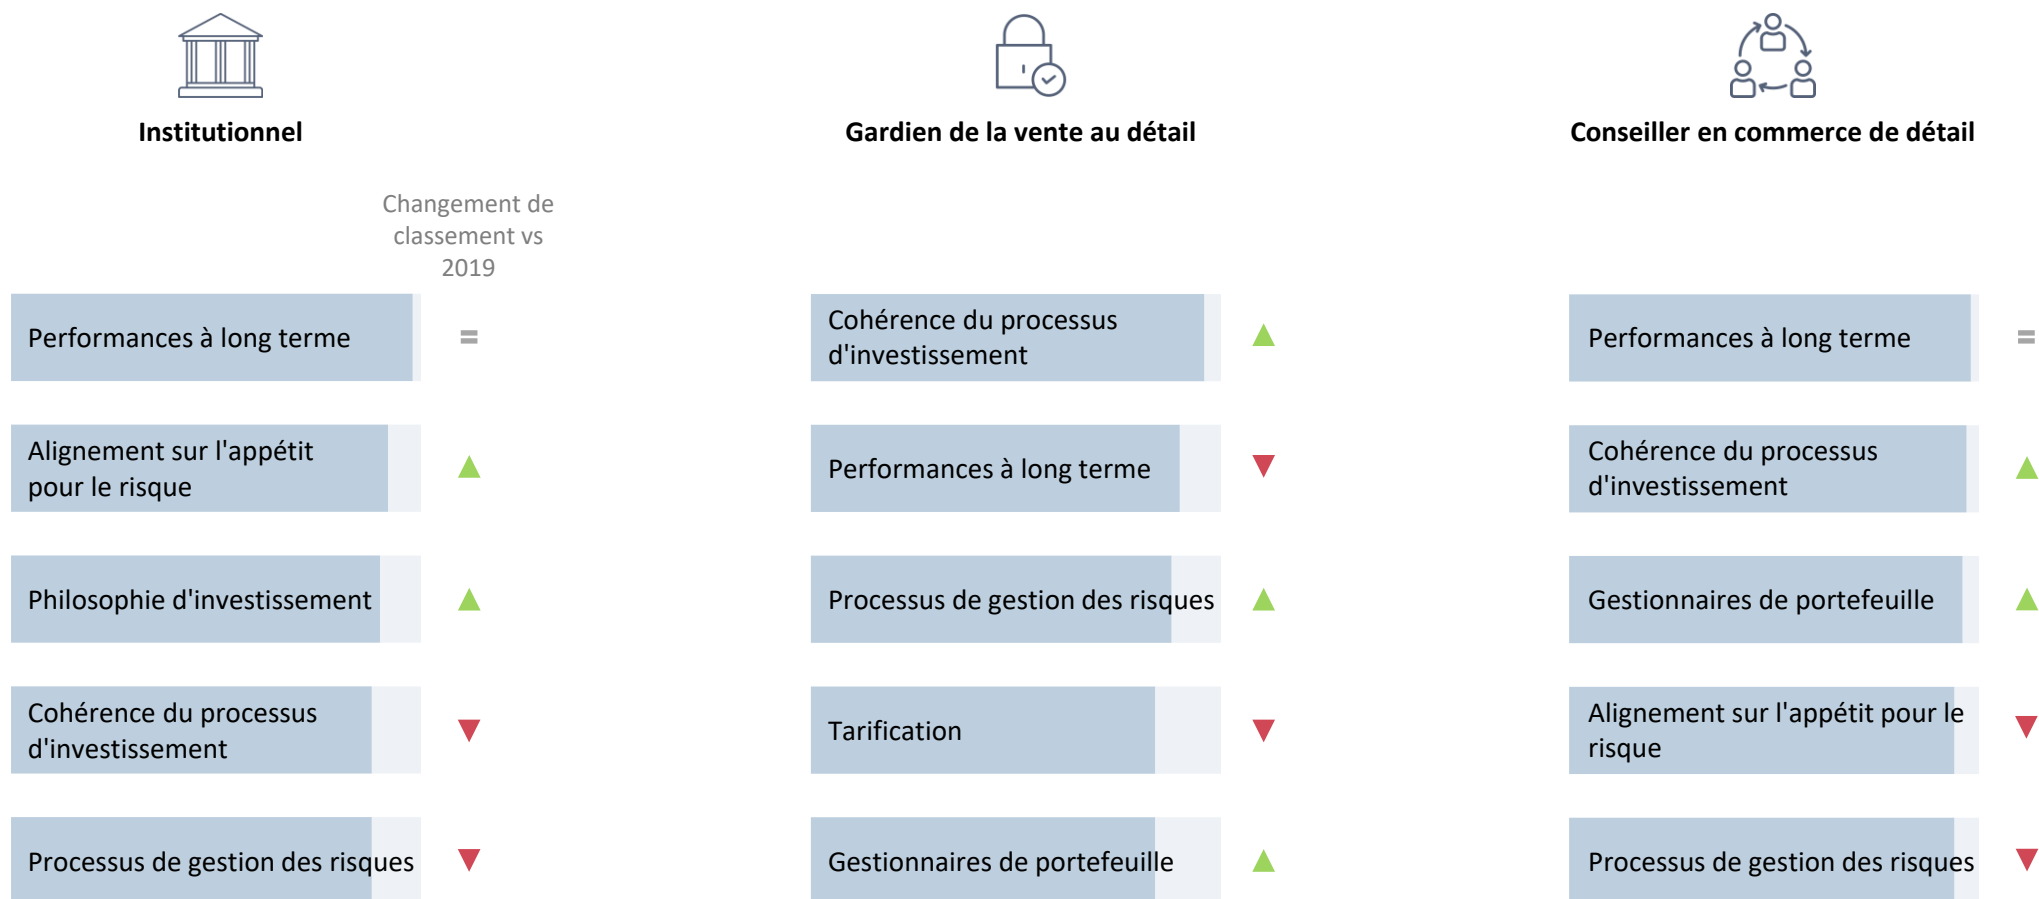 Institutionnel
Changement de
classement vs
2019
Performances à long terme
=
Alignement sur l'appétit
pour le risque
Philosophie d'investissement
Cohérence du processus
d'investissement
Processus de gestion des risques
Gardien de la vente au détail
Cohérence du processus
d'investissement
Performances à long terme
Processus de gestion des risques
Tarification
Gestionnaires de portefeuille
Conseiller en commerce de détail
Performances à long terme
=
Cohérence du processus
d'investissement
Gestionnaires de portefeuille
Alignement sur l'appétit pour le
risque
Processus de gestion des risques